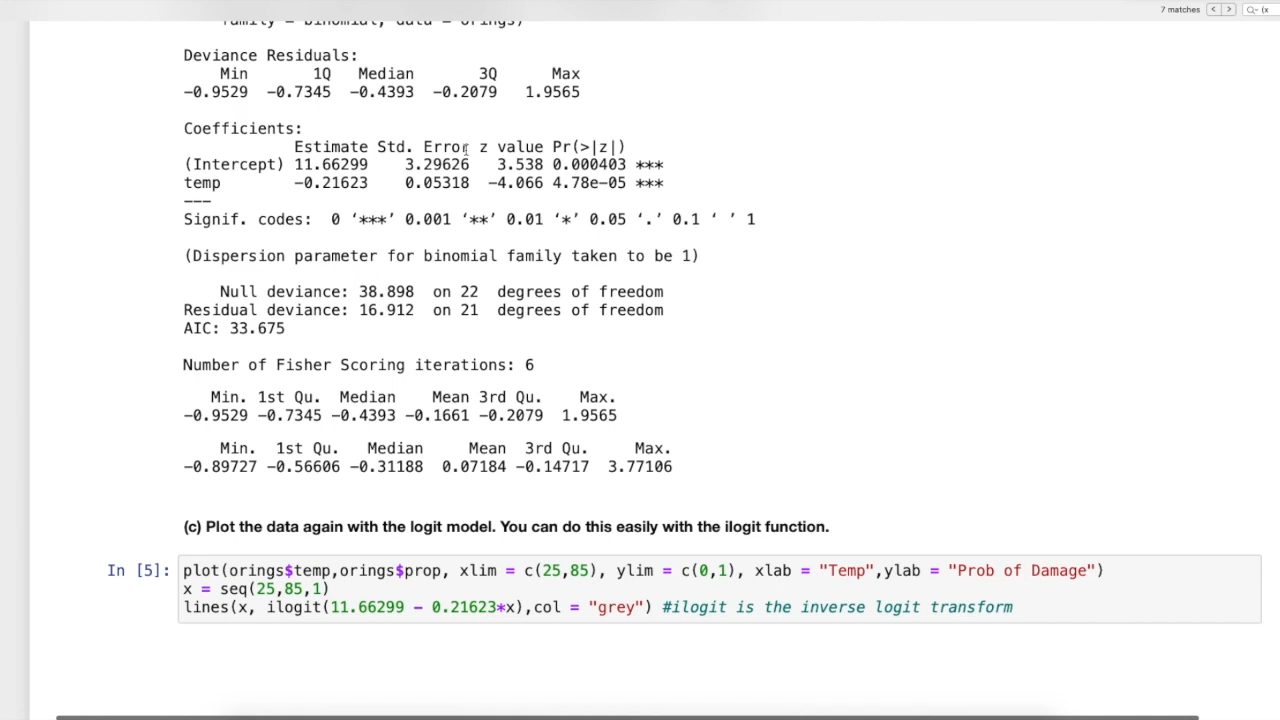 7 matches < > (x
family = binomial, data = orings)
Deviance Residuals:
Min 1Q Median 3Q Max
−0.9529 −0.7345 −0.4393 −0.2079 1.9565
Coefficients:
Estimate Std. Error z value Pr(>|z|)
(Intercept) 11.66299 3.29626 3.538 0.000403 ***
temp −0.21623 0.05318 −4.066 4.78e−05 ***
−−−
Signif. codes: 0 ‘***’ 0.001 ‘**’ 0.01 ‘*’ 0.05 ‘.’ 0.1 ‘ ’ 1
(Dispersion parameter for binomial family taken to be 1)
Null deviance: 38.898 on 22 degrees of freedom
Residual deviance: 16.912 on 21 degrees of freedom
AIC: 33.675
Number of Fisher Scoring iterations: 6
Min. 1st Qu. Median Mean 3rd Qu. Max.
−0.9529 −0.7345 −0.4393 −0.1661 −0.2079 1.9565
Min. 1st Qu. Median Mean 3rd Qu. Max.
−0.89727 −0.56606 −0.31188 0.07184 −0.14717 3.77106
(c) Plot the data again with the logit model. You can do this easily with the ilogit function.
In [5]: plot(orings$temp,orings$prop, xlim = c(25,85), ylim = c(0,1), xlab = "Temp",ylab = "Prob of Damage")
x = seq(25,85,1)
lines(x, ilogit(11.66299 − 0.21623*x),col = "grey") #ilogit is the inverse logit transform